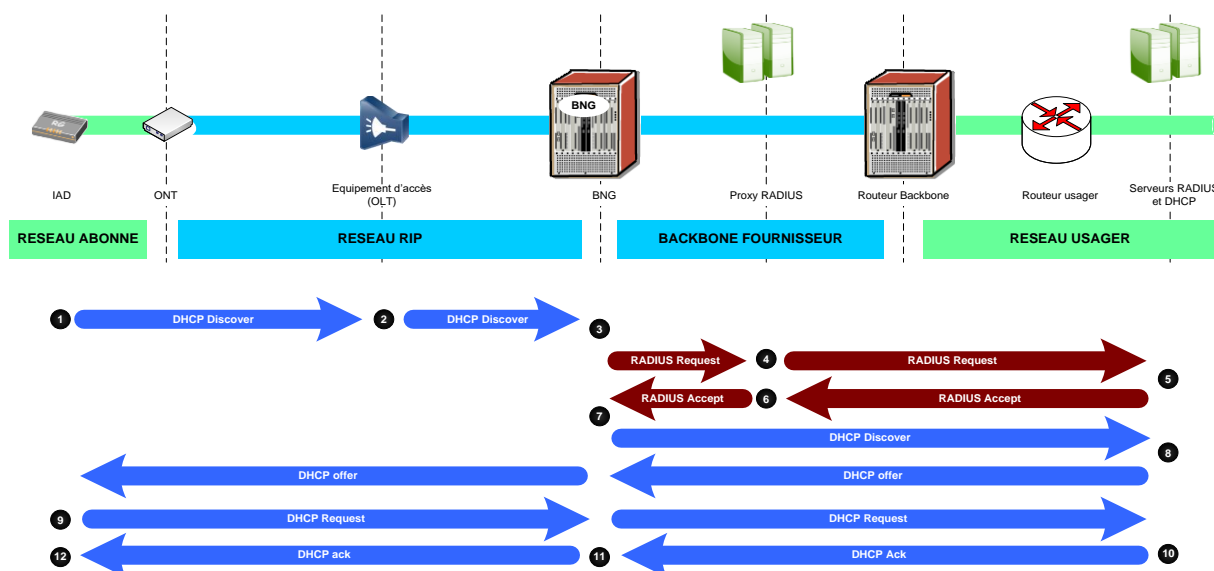 RG
BNG
IAD
ONT
Equipement d'accès
(OLT)
BNG
Proxy RADIUS
Routeur Backbone
Routeur usager
Serveurs RADIUS
et DHCP
RESEAU ABONNE
RESEAU RIP
BACKBONE FOURNISSEUR
RESEAU USAGER
1
DHCP Discover
2
DHCP Discover
3
RADIUS Request
4
RADIUS Request
5
RADIUS Accept
6
RADIUS Accept
7
DHCP Discover
8
DHCP offer
DHCP offer
9
DHCP Request
DHCP Request
12
DHCP ack
11
DHCP Ack
10